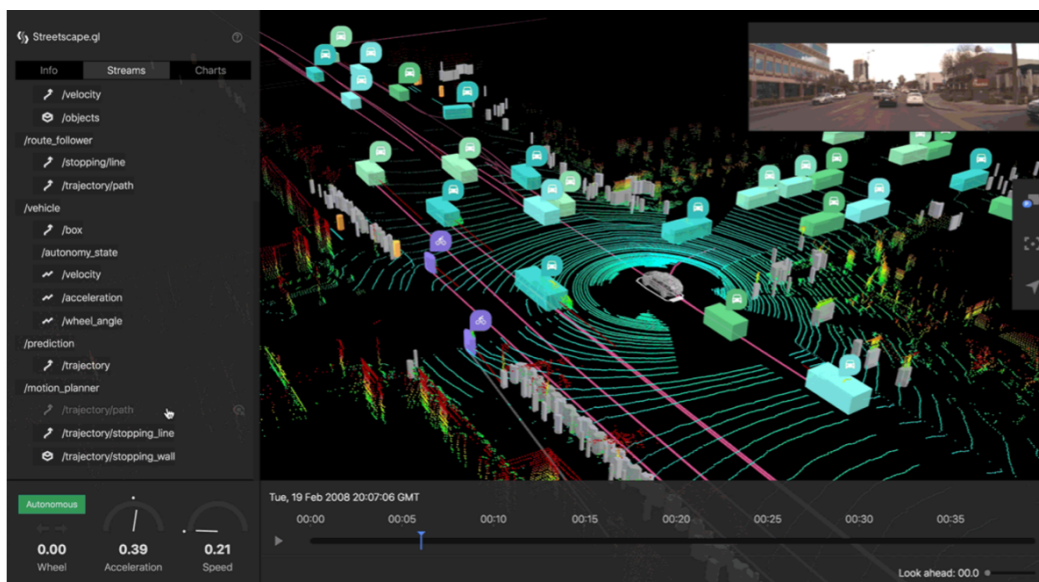 Streetscape.gl
Info Streams Charts
/velocity
/objects
/route_follower
/stopping/line
/trajectory/path
/vehicle
/box
/autonomy_state
/velocity
/acceleration
/wheel_angle
/prediction
/trajectory
/motion_planner
/trajectory/path
/trajectory/stopping_line
/trajectory/stopping_wall
Autonomous
0.00 0.39 0.21
Wheel Acceleration Speed
Tue, 19 Feb 2008 20:07:06 GMT
00:00 00:05 00:10 00:15 00:20 00:25 00:30 00:35
Look ahead: 00.0